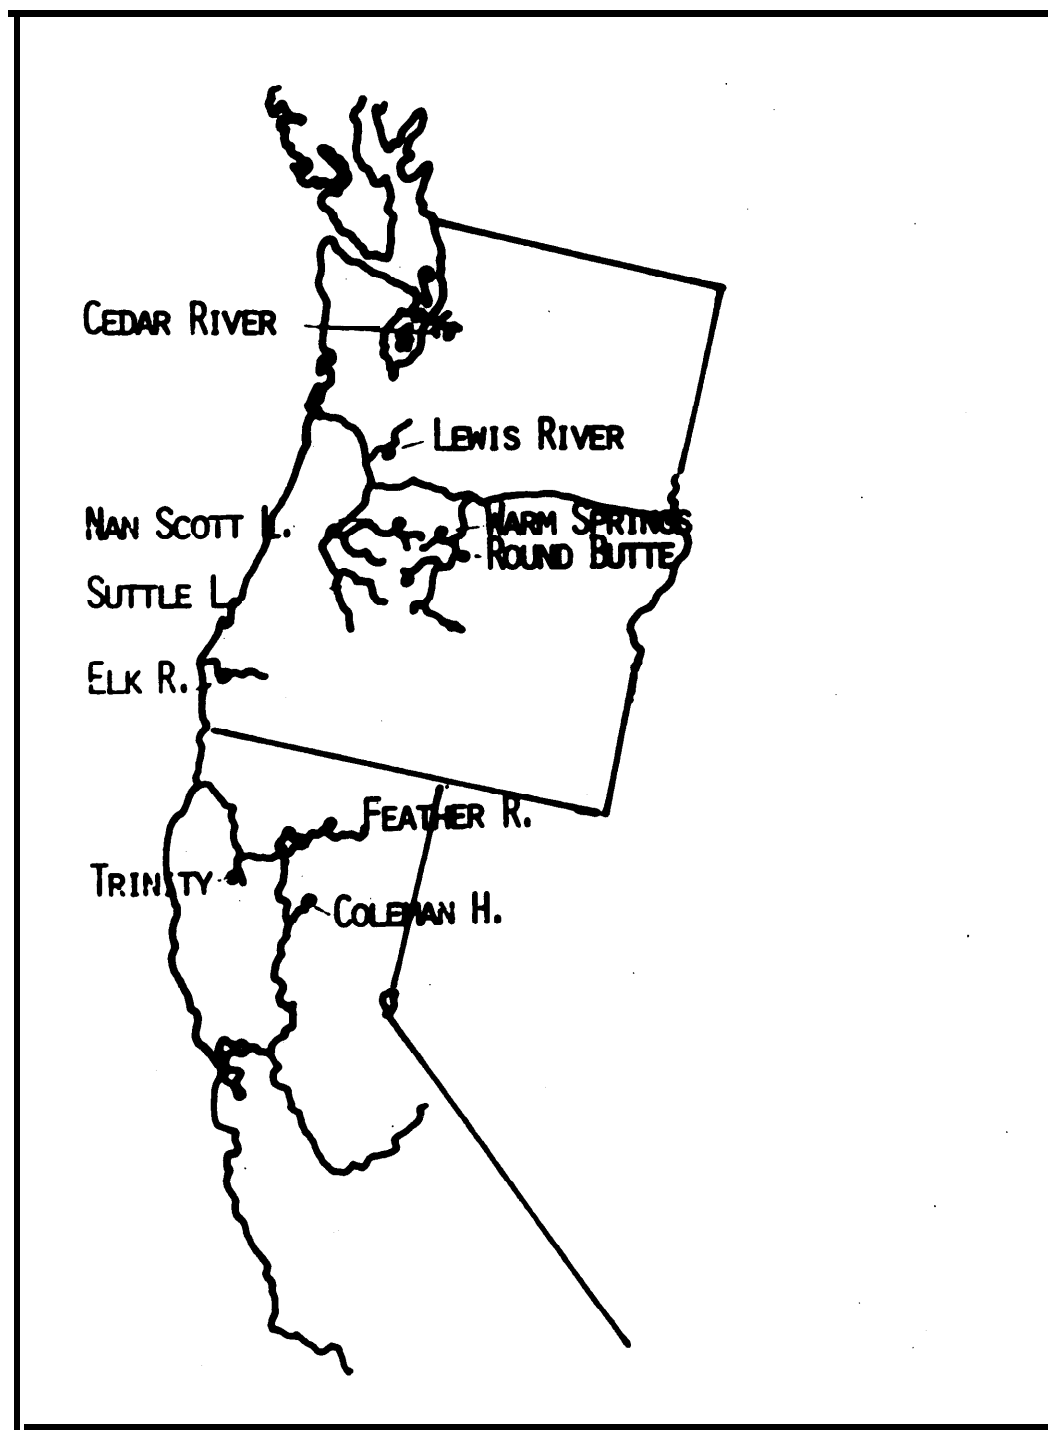 CEDAR RIVER
LEWIS RIVER
NAN SCOTT L.
WARM SPRINGS
ROUND BUTTE
SUTTLE L
ELK R.
FEATHER R.
TRINITY
COLEMAN H.